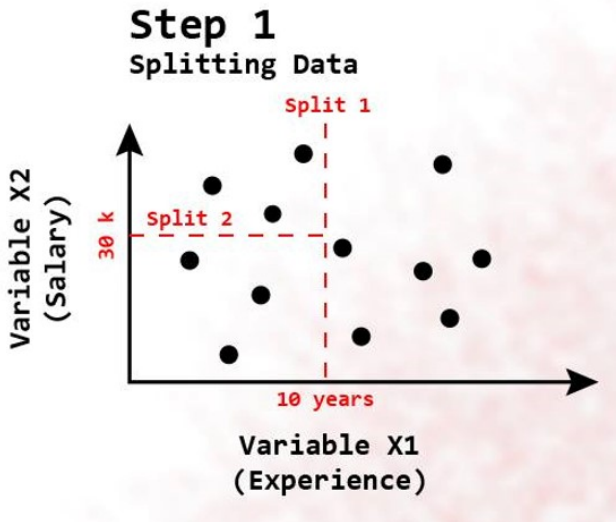 Step 1
Splitting Data
Split 1
Variable X2
(Salary)
30 k
Split 2
10 years
Variable X1
(Experience)